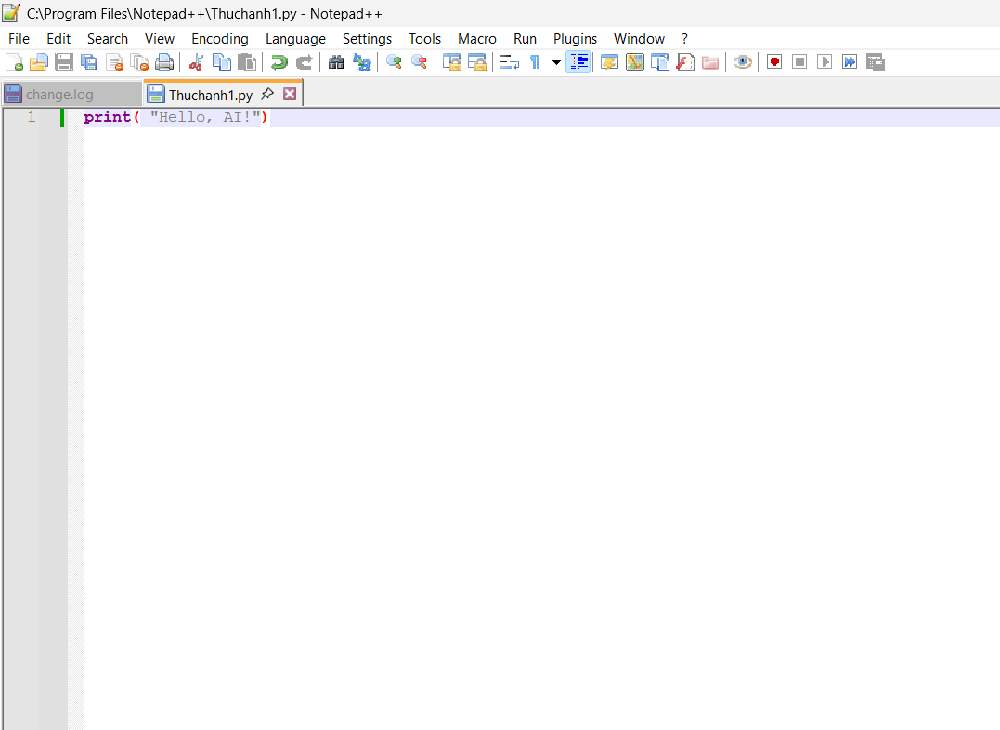 C:\Program Files\Notepad++\Thuchanh1.py - Notepad++
File Edit Search View Encoding Language Settings Tools Macro Run Plugins Window ?
change.log Thuchanh1.py
1 print( "Hello, AI!")